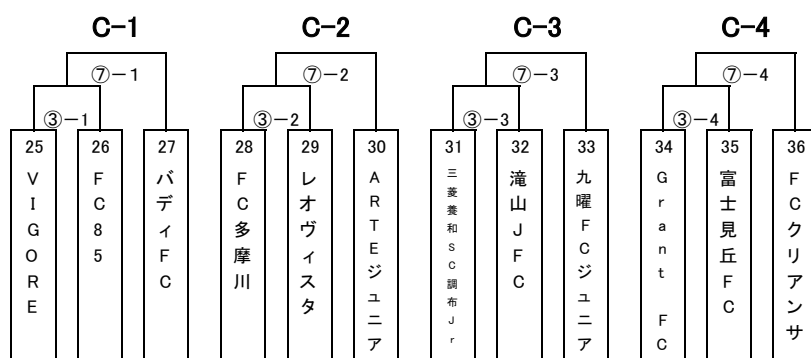 C-1 C-2 C-3 C-4
⑦-1 ⑦-2 ⑦-3 ⑦-4
③-1 ③-2 ③-3 ③-4
25 26 27 28 29 30 31 32 33 34 35 36
VIGORE
FC85
バディFC
FC多摩川
レオヴィスタ
ARTEジュニア
三菱養和SC調布Jr
滝山JFC
九曜FCジュニア
Grant FC
富士見丘FC
FCクリアンサ